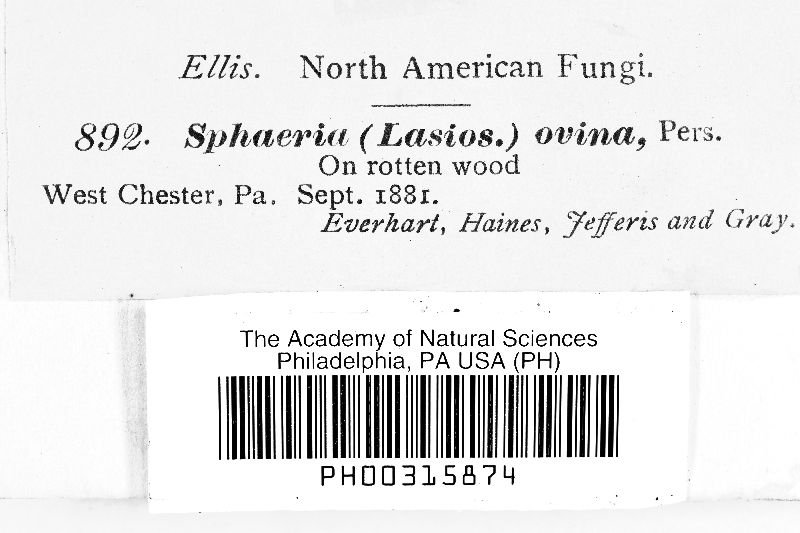 Ellis. North American Fungi.
892. Sphaeria (Lasios.) ovina, Pers.
On rotten wood
West Chester, Pa. Sept. 1881.
Everhart, Haines, Jefferis and Gray.
The Academy of Natural Sciences
Philadelphia, PA USA (PH)
PH00315874